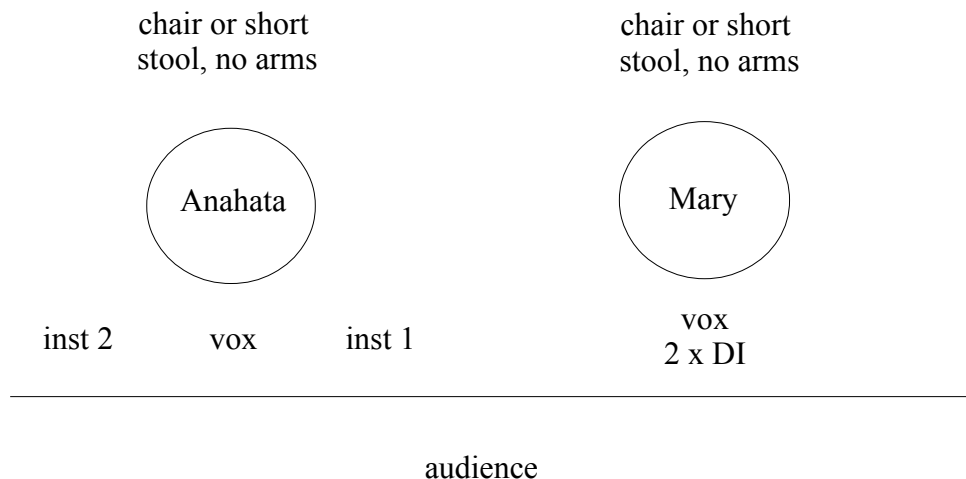 chair or short
stool, no arms
chair or short
stool, no arms
Anahata
Mary
inst 2 vox inst 1
vox
2 x DI
audience